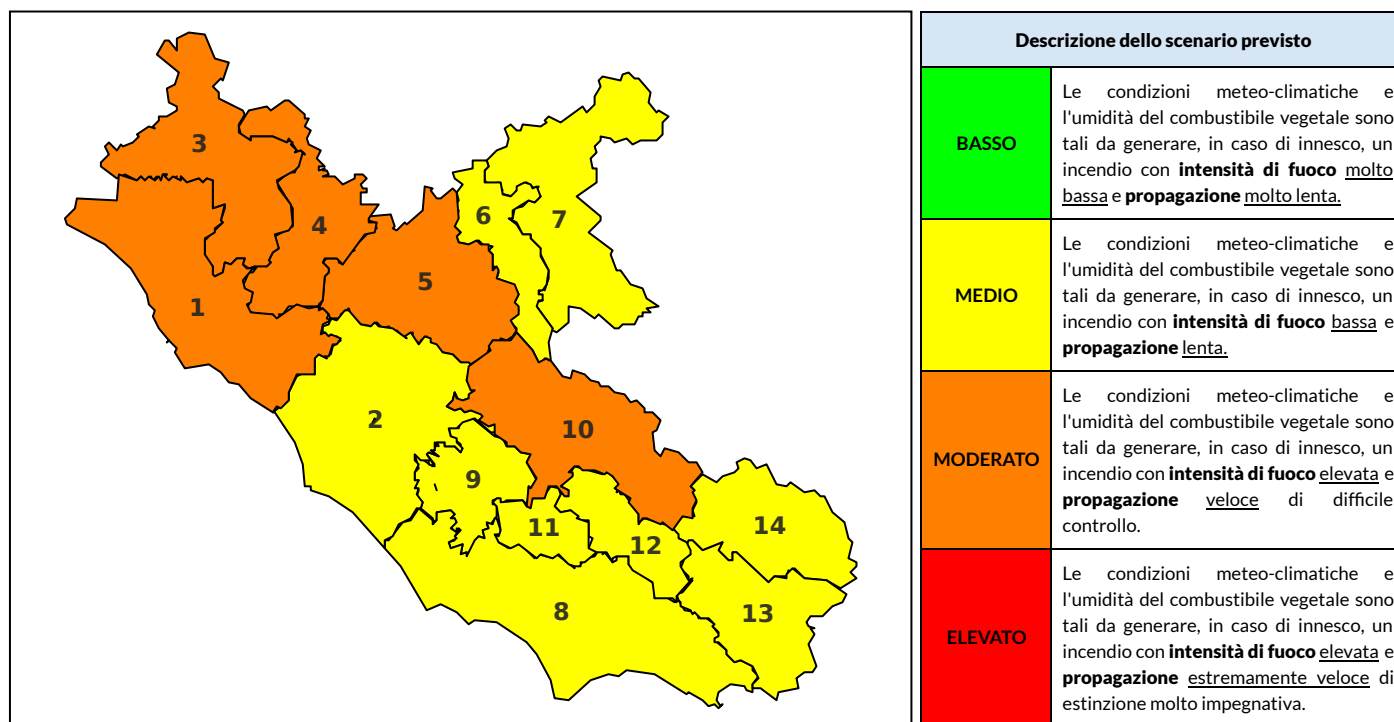 3
4
6
7
5
1
2
10
9
11
12
14
8
13
Descrizione dello scenario previsto
BASSO
Le condizioni meteo-climatiche e
l'umidità del combustibile vegetale sono
tali da generare, in caso di innesco, un
incendio con intensità di fuoco molto
bassa e propagazione molto lenta.
MEDIO
Le condizioni meteo-climatiche e
l'umidità del combustibile vegetale sono
tali da generare, in caso di innesco, un
incendio con intensità di fuoco bassa e
propagazione lenta.
MODERATO
Le condizioni meteo-climatiche e
l'umidità del combustibile vegetale sono
tali da generare, in caso di innesco, un
incendio con intensità di fuoco elevata e
propagazione veloce di difficile
controllo.
ELEVATO
Le condizioni meteo-climatiche e
l'umidità del combustibile vegetale sono
tali da generare, in caso di innesco, un
incendio con intensità di fuoco elevata e
propagazione estremamente veloce di
estinzione molto impegnativa.